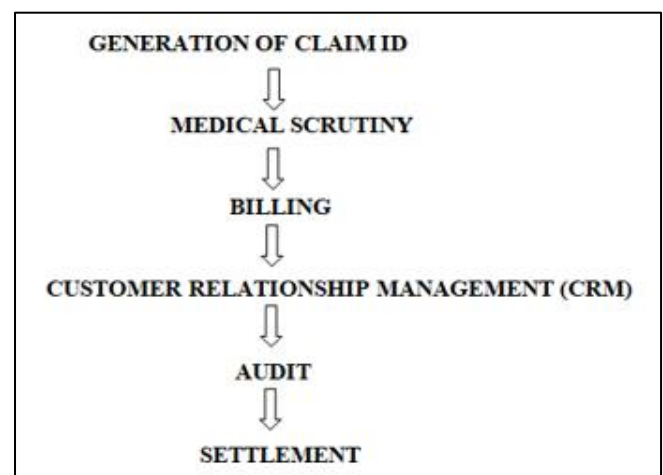 GENERATION OF CLAIM ID
MEDICAL SCRUTINY
BILLING
CUSTOMER RELATIONSHIP MANAGEMENT (CRM)
AUDIT
SETTLEMENT